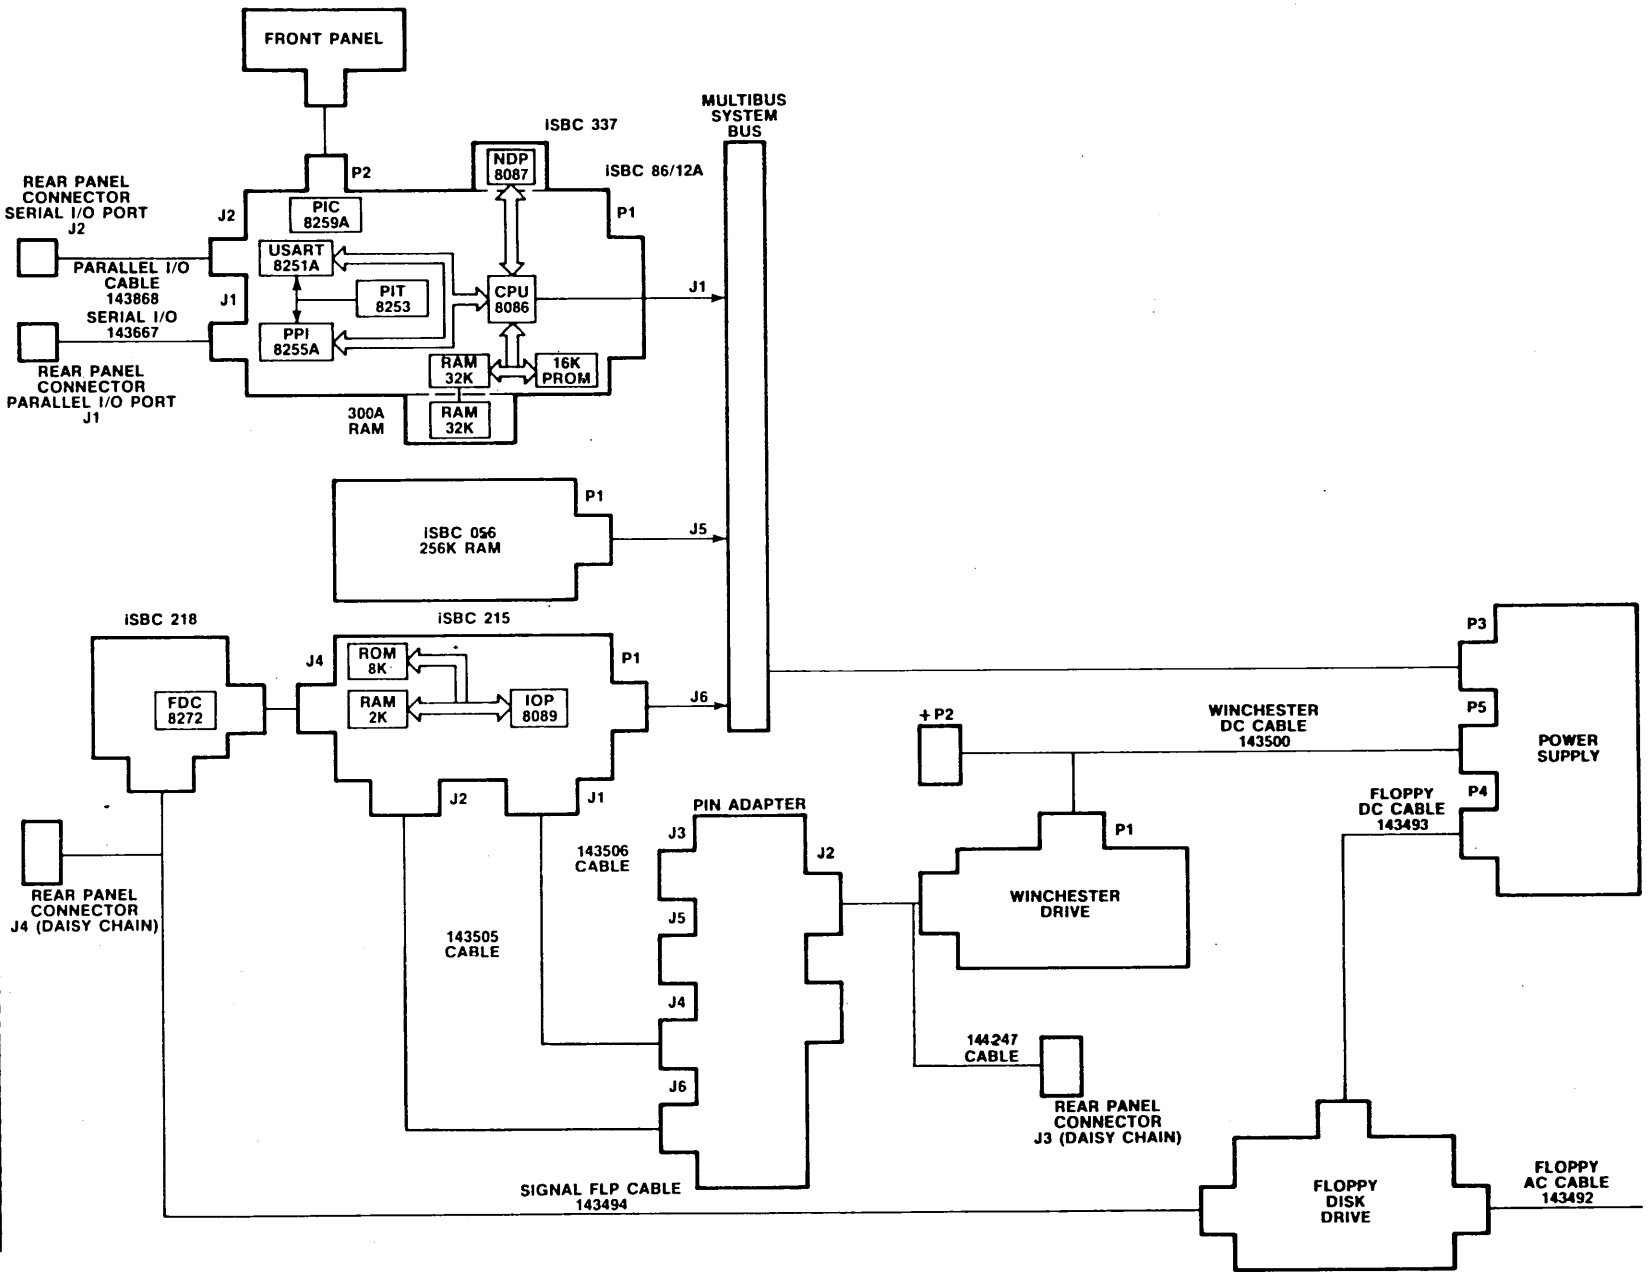 FRONT PANEL
MULTIBUS
SYSTEM
BUS
iSBC 337
NDP
8087
iSBC 86/12A
P2
REAR PANEL
CONNECTOR
SERIAL I/O PORT
J2
J2
PIC
8259A
P1
USART
8251A
PARALLEL I/O
CABLE
143868
J1
PIT
8253
CPU
8086
J1
SERIAL I/O
143667
PPI
8255A
REAR PANEL
CONNECTOR
PARALLEL I/O PORT
J1
RAM
32K
16K
PROM
300A
RAM
RAM
32K
P1
iSBC 056
256K RAM
J5
iSBC 218
iSBC 215
J4
ROM
8K
P1
FDC
8272
RAM
2K
IOP
8089
J6
J2
J1
P3
P5
+P2
WINCHESTER
DC CABLE
143500
POWER
SUPPLY
P4
FLOPPY
DC CABLE
143493
PIN ADAPTER
J3
J2
P1
143506
CABLE
REAR PANEL
CONNECTOR
J4 (DAISY CHAIN)
WINCHESTER
DRIVE
J5
143505
CABLE
J4
144247
CABLE
J6
REAR PANEL
CONNECTOR
J3 (DAISY CHAIN)
SIGNAL FLP CABLE
143494
FLOPPY
DISK
DRIVE
FLOPPY
AC CABLE
143492